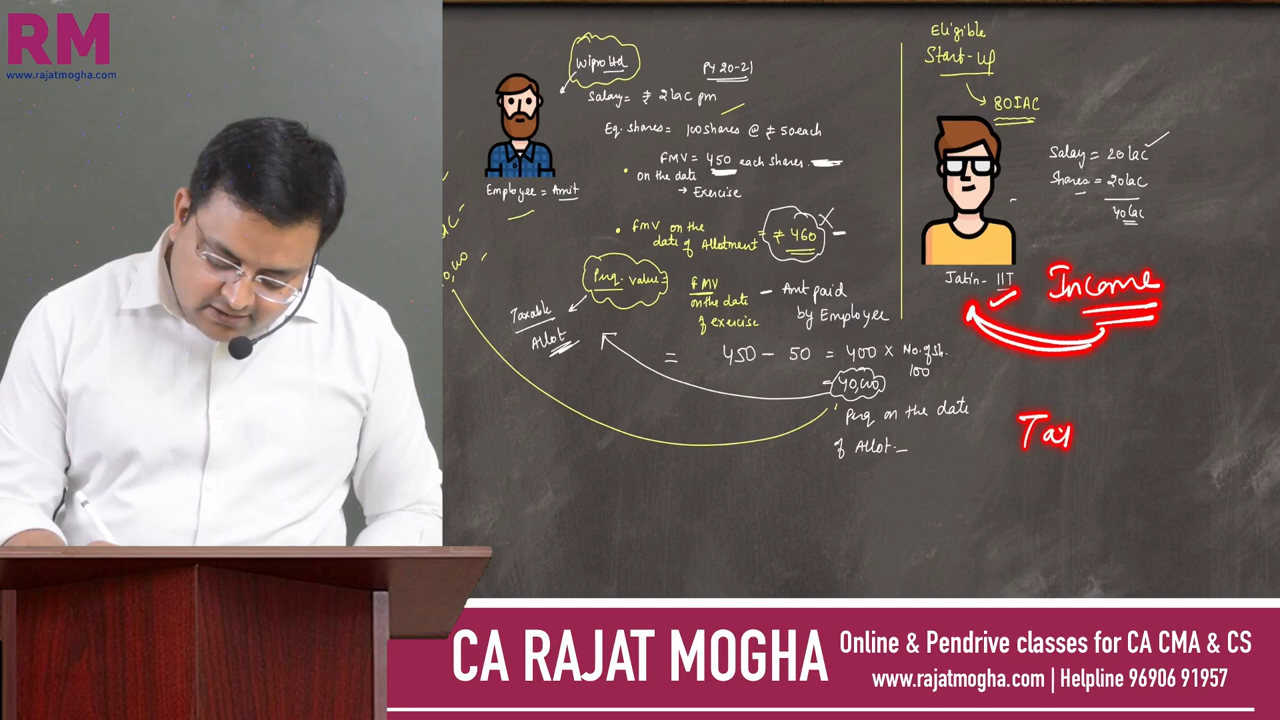 RM
www.rajatmogha.com
Wipro Ltd
PY 20-21
Salary = ₹ 2 lac pm
Eq. shares = 100 shares @ ₹ 50 each
FMV = 450 each shares.
on the date
→ Exercise
Employee = Amit
• FMV on the
date of Allotment = ₹ 460 X
Perq. value =
FMV
on the date
of exercise
— Amt paid
by Employee
Taxable
Allot
= 450 - 50 = 400 × No. of sh.
100
= 40,000
Perq on the date
of Allot.
Eligible
Start-up
80IAC
Salary = 20 lac
Shares = 20 lac
40 lac
Jatin - IIT
Income
Tax
CA RAJAT MOGHA
Online & Pendrive classes for CA CMA & CS
www.rajatmogha.com | Helpline 96906 91957